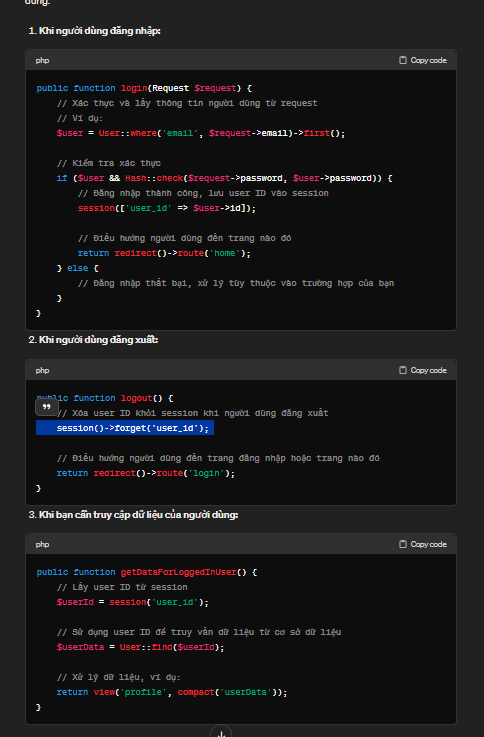 dùng.
1. Khi người dùng đăng nhập:
php
Copy code
public function login(Request $request) {
// Xác thực và lấy thông tin người dùng từ request
// Ví dụ:
$user = User::where('email', $request->email)->first();
// Kiểm tra xác thực
if ($user && Hash::check($request->password, $user->password)) {
// Đăng nhập thành công, lưu user ID vào session
session(['user_id' => $user->id]);
// Điều hướng người dùng đến trang nào đó
return redirect()->route('home');
} else {
// Đăng nhập thất bại, xử lý tùy thuộc vào trường hợp của bạn
}
}
2. Khi người dùng đăng xuất:
php
Copy code
public function logout() {
// Xóa user ID khỏi session khi người dùng đăng xuất
session()->forget('user_id');
// Điều hướng người dùng đến trang đăng nhập hoặc trang nào đó
return redirect()->route('login');
}
3. Khi bạn cần truy cập dữ liệu của người dùng:
php
Copy code
public function getDataForLoggedInUser() {
// Lấy user ID từ session
$userId = session('user_id');
// Sử dụng user ID để truy vấn dữ liệu từ cơ sở dữ liệu
$userData = User::find($userId);
// Xử lý dữ liệu, ví dụ:
return view('profile', compact('userData'));
}